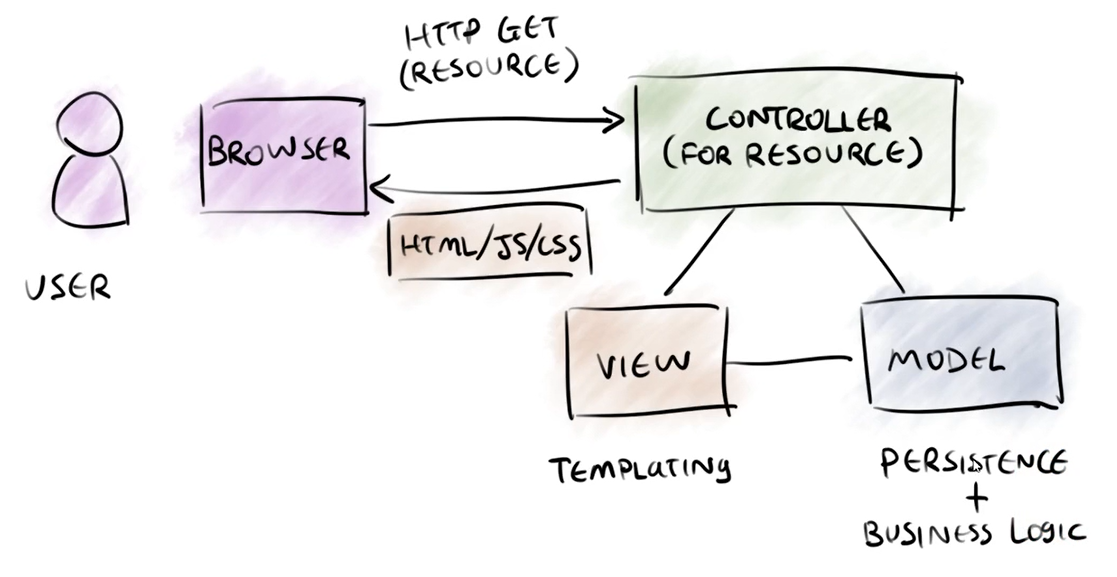 HTTP GET
(RESOURCE)
BROWSER
CONTROLLER
(FOR RESOURCE)
HTML/JS/CSS
USER
VIEW
MODEL
TEMPLATING
PERSISTENCE
+
BUSINESS LOGIC